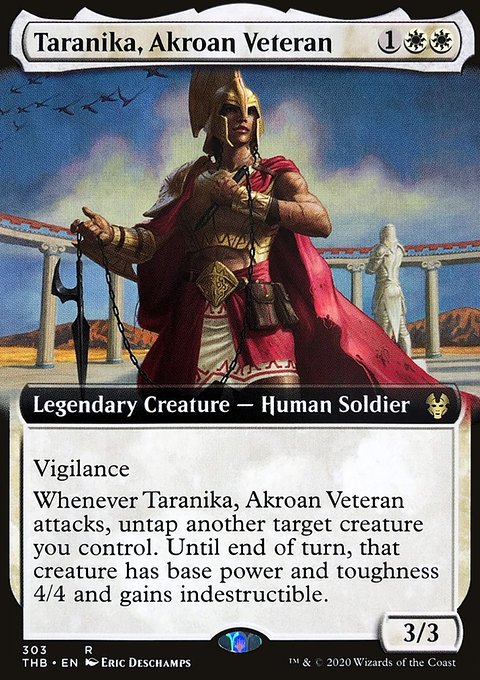 Taranika, Akroan Veteran 1
Legendary Creature — Human Soldier
Vigilance
Whenever Taranika, Akroan Veteran
attacks, untap another target creature
you control. Until end of turn, that
creature has base power and toughness
4/4 and gains indestructible.
3/3
303 R
THB • EN Eric Deschamps
™ & © 2020 Wizards of the Coast